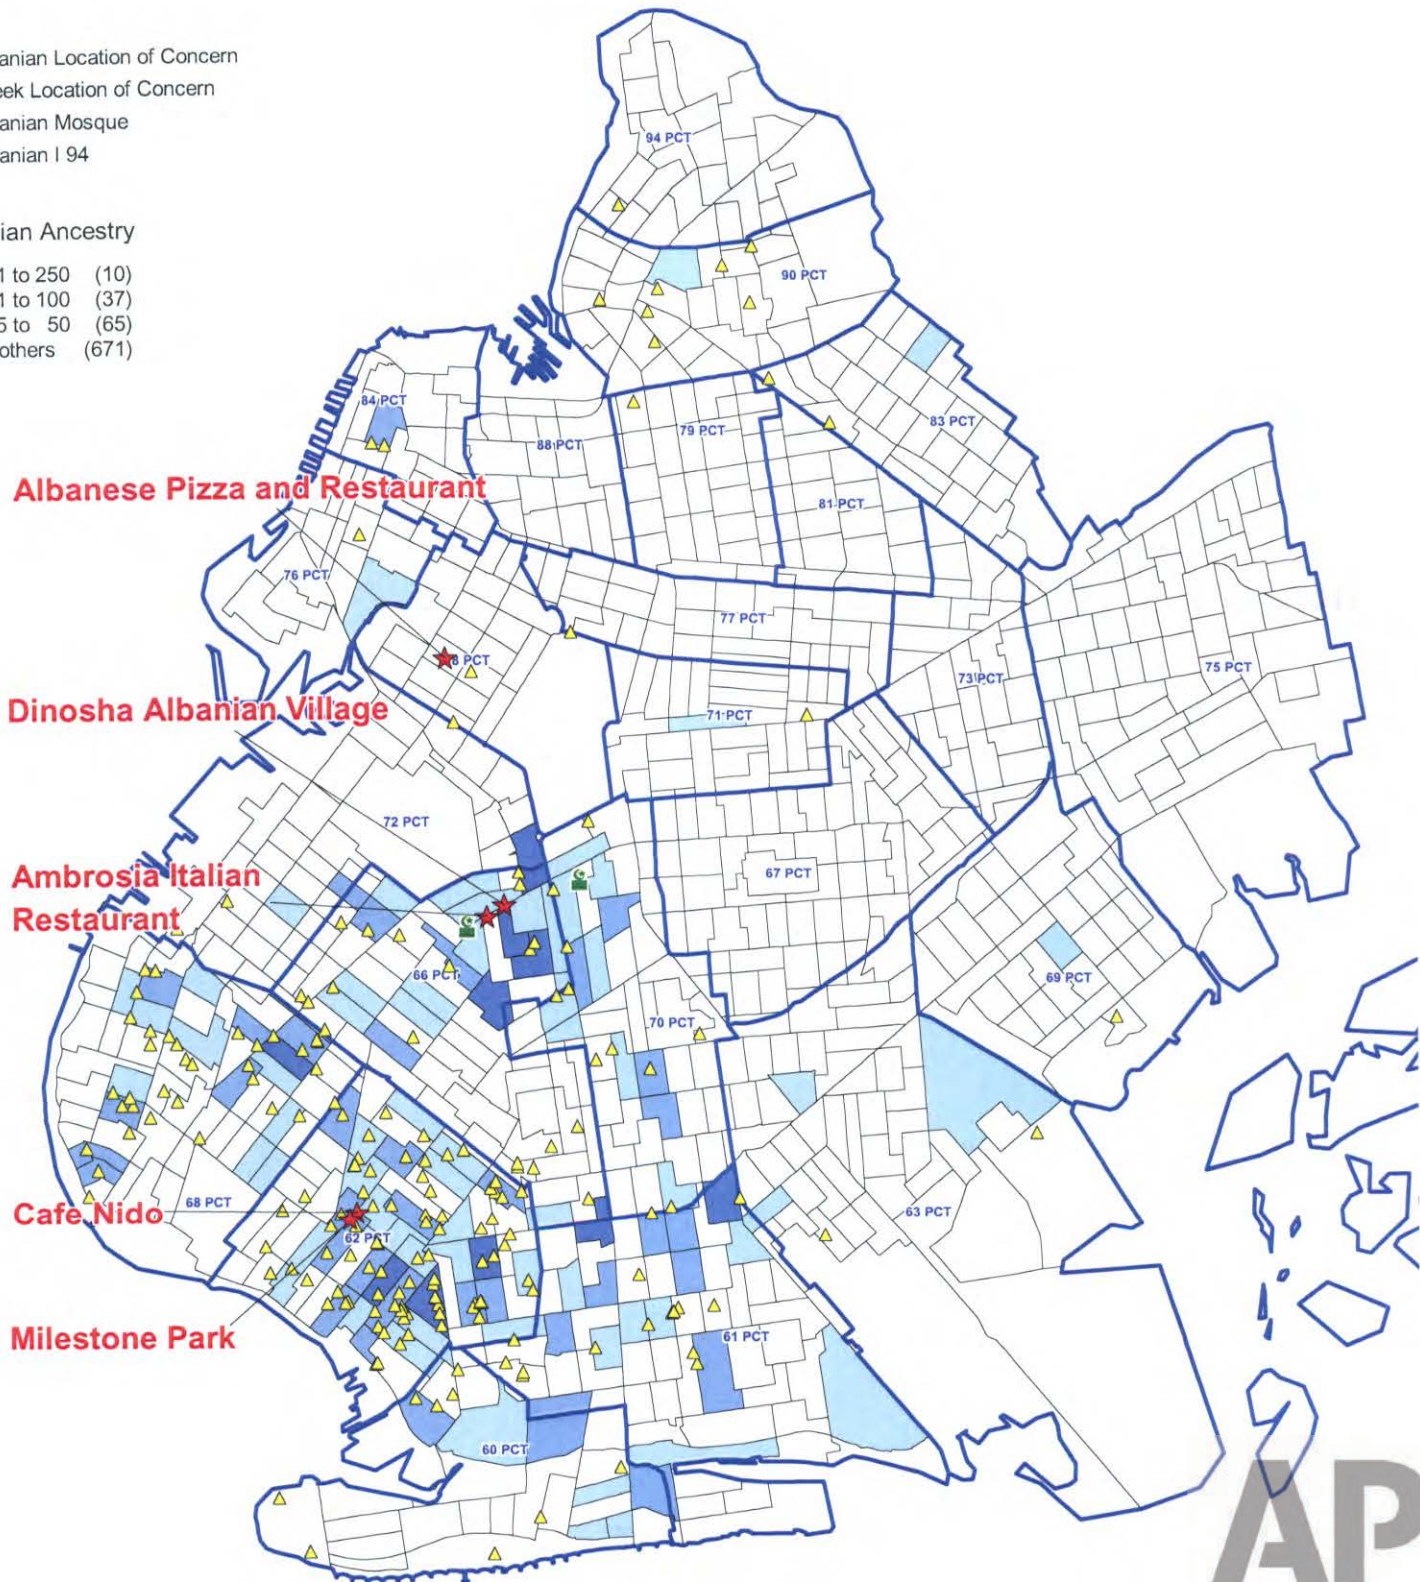 anian Location of Concern
eek Location of Concern
anian Mosque
anian I 94
ian Ancestry
1 to 250 (10)
1 to 100 (37)
5 to 50 (65)
others (671)
94 PCT
90 PCT
84 PCT
83 PCT
79 PCT
88 PCT
Albanese Pizza and Restaurant
81 PCT
76 PCT
77 PCT
8 PCT
75 PCT
73 PCT
Dinosha Albanian Village
71 PCT
72 PCT
67 PCT
Ambrosia Italian
Restaurant
66 PCT
69 PCT
70 PCT
68 PCT
Cafe Nido
63 PCT
62 PCT
Milestone Park
61 PCT
60 PCT
AP